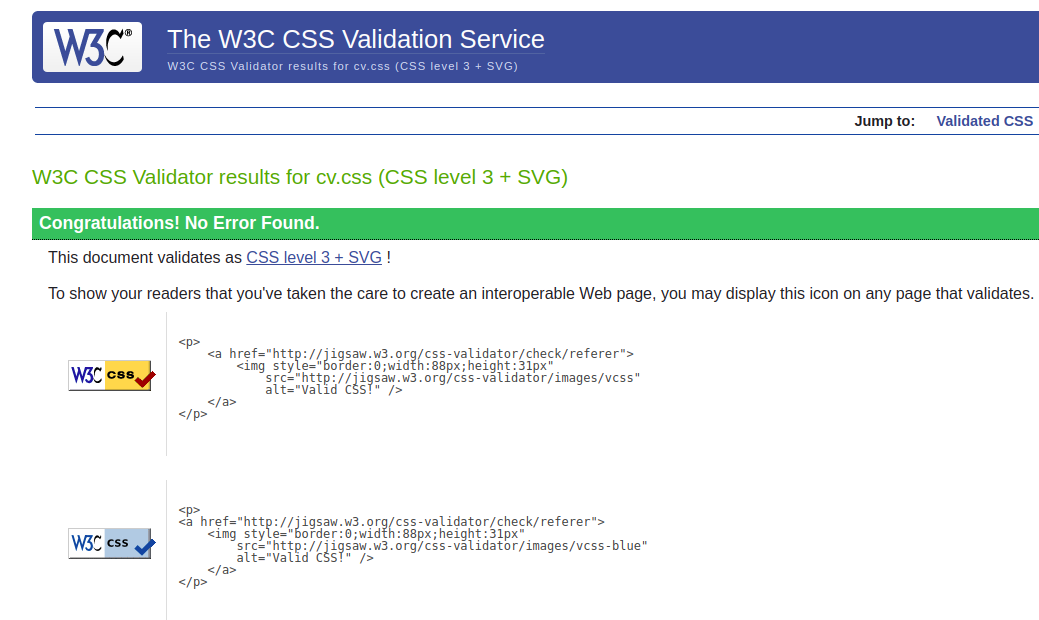 W3C®
The W3C CSS Validation Service
W3C CSS Validator results for cv.css (CSS level 3 + SVG)
Jump to: Validated CSS
W3C CSS Validator results for cv.css (CSS level 3 + SVG)
Congratulations! No Error Found.
This document validates as CSS level 3 + SVG !
To show your readers that you've taken the care to create an interoperable Web page, you may display this icon on any page that validates.
W3C css
<p>
    <a href="http://jigsaw.w3.org/css-validator/check/referer">
        <img style="border:0;width:88px;height:31px"
            src="http://jigsaw.w3.org/css-validator/images/vcss"
            alt="Valid CSS!" />
    </a>
</p>
W3C css
<p>
<a href="http://jigsaw.w3.org/css-validator/check/referer">
    <img style="border:0;width:88px;height:31px"
        src="http://jigsaw.w3.org/css-validator/images/vcss-blue"
        alt="Valid CSS!" />
    </a>
</p>